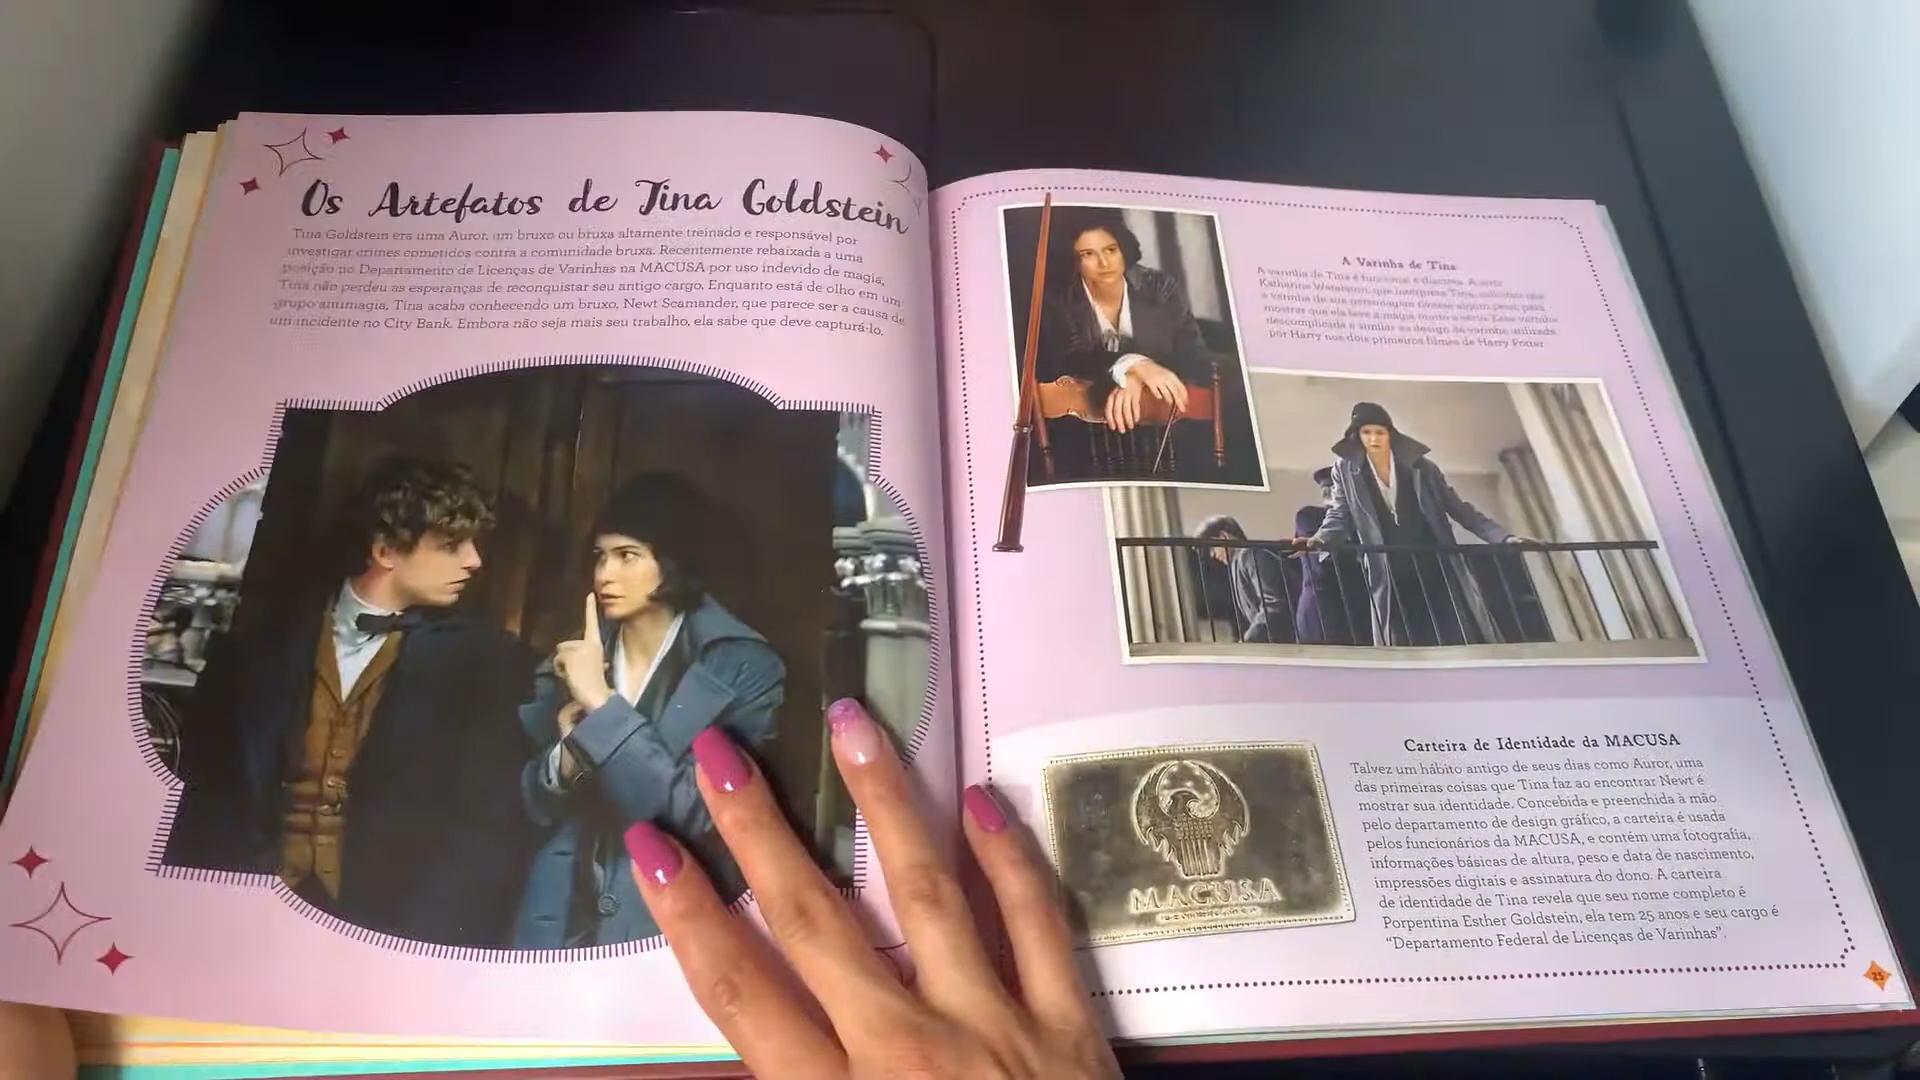 Os Artefatos de Tina Goldstein
Tina Goldstein era uma Auror, um bruxo ou bruxa altamente treinado e responsável por
investigar crimes cometidos contra a comunidade bruxa. Recentemente rebaixada a uma
posição no Departamento de Licenças de Varinhas na MACUSA por uso indevido de magia,
Tina não perdeu as esperanças de reconquistar seu antigo cargo. Enquanto está de olho em um
grupo antimagia, Tina acaba conhecendo um bruxo, Newt Scamander, que parece ser a causa de
um incidente no City Bank. Embora não seja mais seu trabalho, ela sabe que deve capturá-lo.
A Varinha de Tina
A varinha de Tina é funcional e discreta. A atriz
Katherine Waterston, que interpreta Tina, solicitou que
a varinha de sua personagem tivesse algum peso, para
mostrar que ela leva a magia muito a sério. Essa varinha
descomplicada é similar ao design da varinha utilizada
por Harry nos dois primeiros filmes de Harry Potter.
MACUSA
Carteira de Identidade da MACUSA
Talvez um hábito antigo de seus dias como Auror, uma
das primeiras coisas que Tina faz ao encontrar Newt é
mostrar sua identidade. Concebida e preenchida à mão
pelo departamento de design gráfico, a carteira é usada
pelos funcionários da MACUSA, e contém uma fotografia,
informações básicas de altura, peso e data de nascimento,
impressões digitais e assinatura do dono. A carteira
de identidade de Tina revela que seu nome completo é
Porpentina Esther Goldstein, ela tem 25 anos e seu cargo é
"Departamento Federal de Licenças de Varinhas".
25